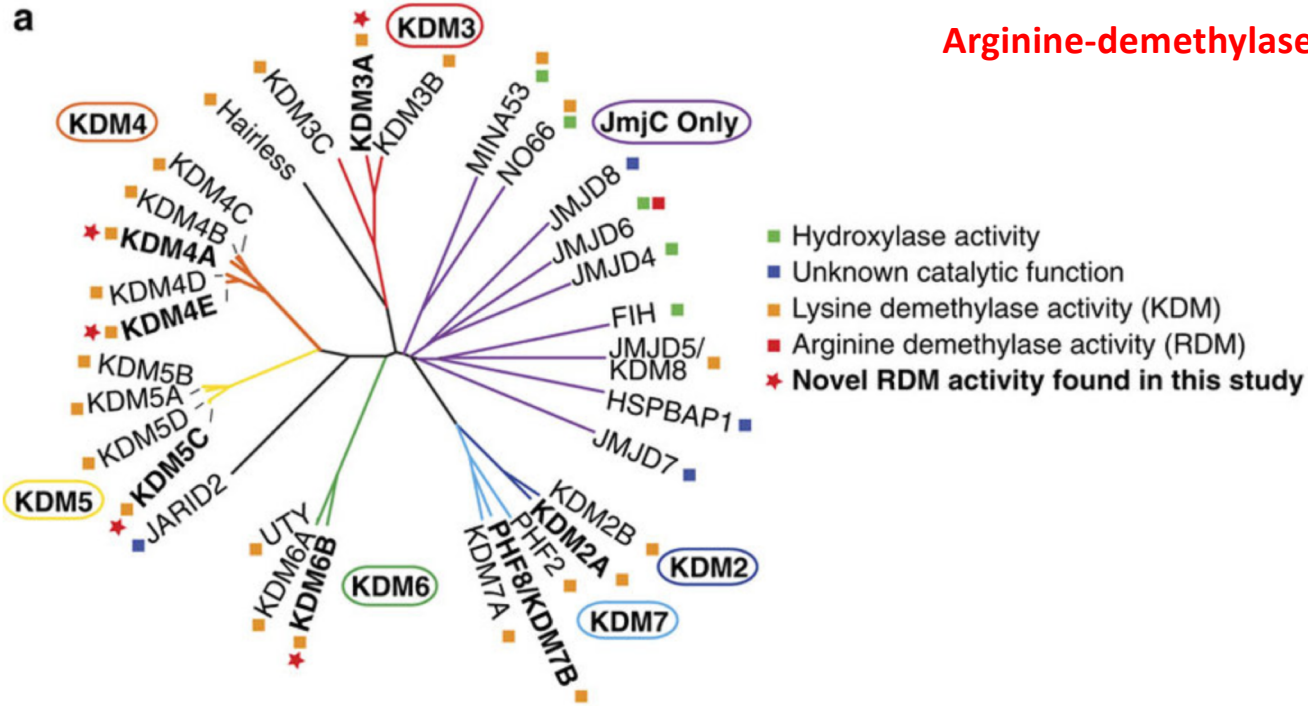 a
Arginine-demethylase
KDM3
KDM3A
KDM3B
KDM3C
Hairless
KDM4
KDM4C
KDM4B
KDM4A
KDM4D
KDM4E
KDM5B
KDM5A
KDM5D
KDM5C
KDM5
JARID2
UTY
KDM6A
KDM6B
KDM6
KDM7A
PHF8/KDM7B
PHF2
KDM7
KDM2A
KDM2B
KDM2
MINA53
NO66
JmjC Only
JMJD8
JMJD6
JMJD4
FIH
JMJD5/
KDM8
HSPBAP1
JMJD7
Hydroxylase activity
Unknown catalytic function
Lysine demethylase activity (KDM)
Arginine demethylase activity (RDM)
Novel RDM activity found in this study